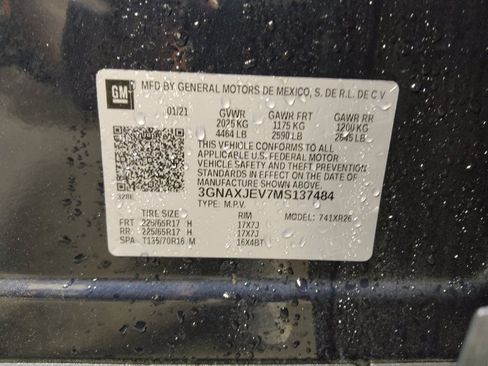 GM
MFD BY GENERAL MOTORS DE MEXICO, S. DE R.L. DE C.V
01/21 GVWR GAWR FRT GAWR RR
2025 KG 1175 KG 1200 KG
4464 LB 2590 LB 2645 LB
THIS VEHICLE CONFORMS TO ALL
APPLICABLE U.S. FEDERAL MOTOR
VEHICLE SAFETY AND THEFT PREVENTION
STANDARDS IN EFFECT ON THE DATE OF
MANUFACTURE SHOWN ABOVE.
3GNAXJEV7MS137484
TYPE: M.P.V. MODEL: 741XR26
TIRE SIZE RIM
FRT 225/65R17 H 17X7J
RR 225/65R17 H 17X7J
SPA T135/70R16 M 16X4BT